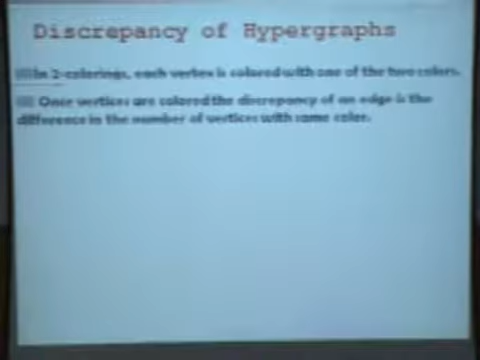 Discrepancy of Hypergraphs
In 2-colorings, each vertex is colored with one of the two colors.
Once vertices are colored the discrepancy of an edge is the
difference in the number of vertices with same color.